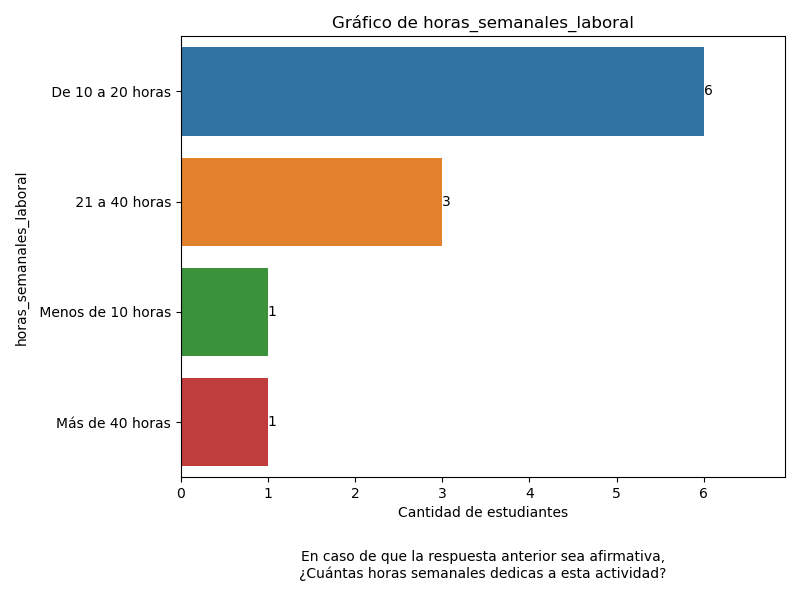 Gráfico de horas_semanales_laboral
horas_semanales_laboral
De 10 a 20 horas
6
21 a 40 horas
3
Menos de 10 horas
1
Más de 40 horas
1
0 1 2 3 4 5 6
Cantidad de estudiantes
En caso de que la respuesta anterior sea afirmativa,
¿Cuántas horas semanales dedicas a esta actividad?